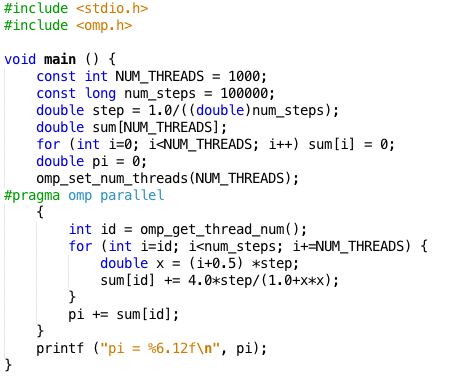 #include <stdio.h>
#include <omp.h>

void main () {
    const int NUM_THREADS = 1000;
    const long num_steps = 100000;
    double step = 1.0/((double)num_steps);
    double sum[NUM_THREADS];
    for (int i=0; i<NUM_THREADS; i++) sum[i] = 0;
    double pi = 0;
    omp_set_num_threads(NUM_THREADS);
#pragma omp parallel
    {
        int id = omp_get_thread_num();
        for (int i=id; i<num_steps; i+=NUM_THREADS) {
            double x = (i+0.5) *step;
            sum[id] += 4.0*step/(1.0+x*x);
        }
        pi += sum[id];
    }
    printf ("pi = %6.12f\n", pi);
}